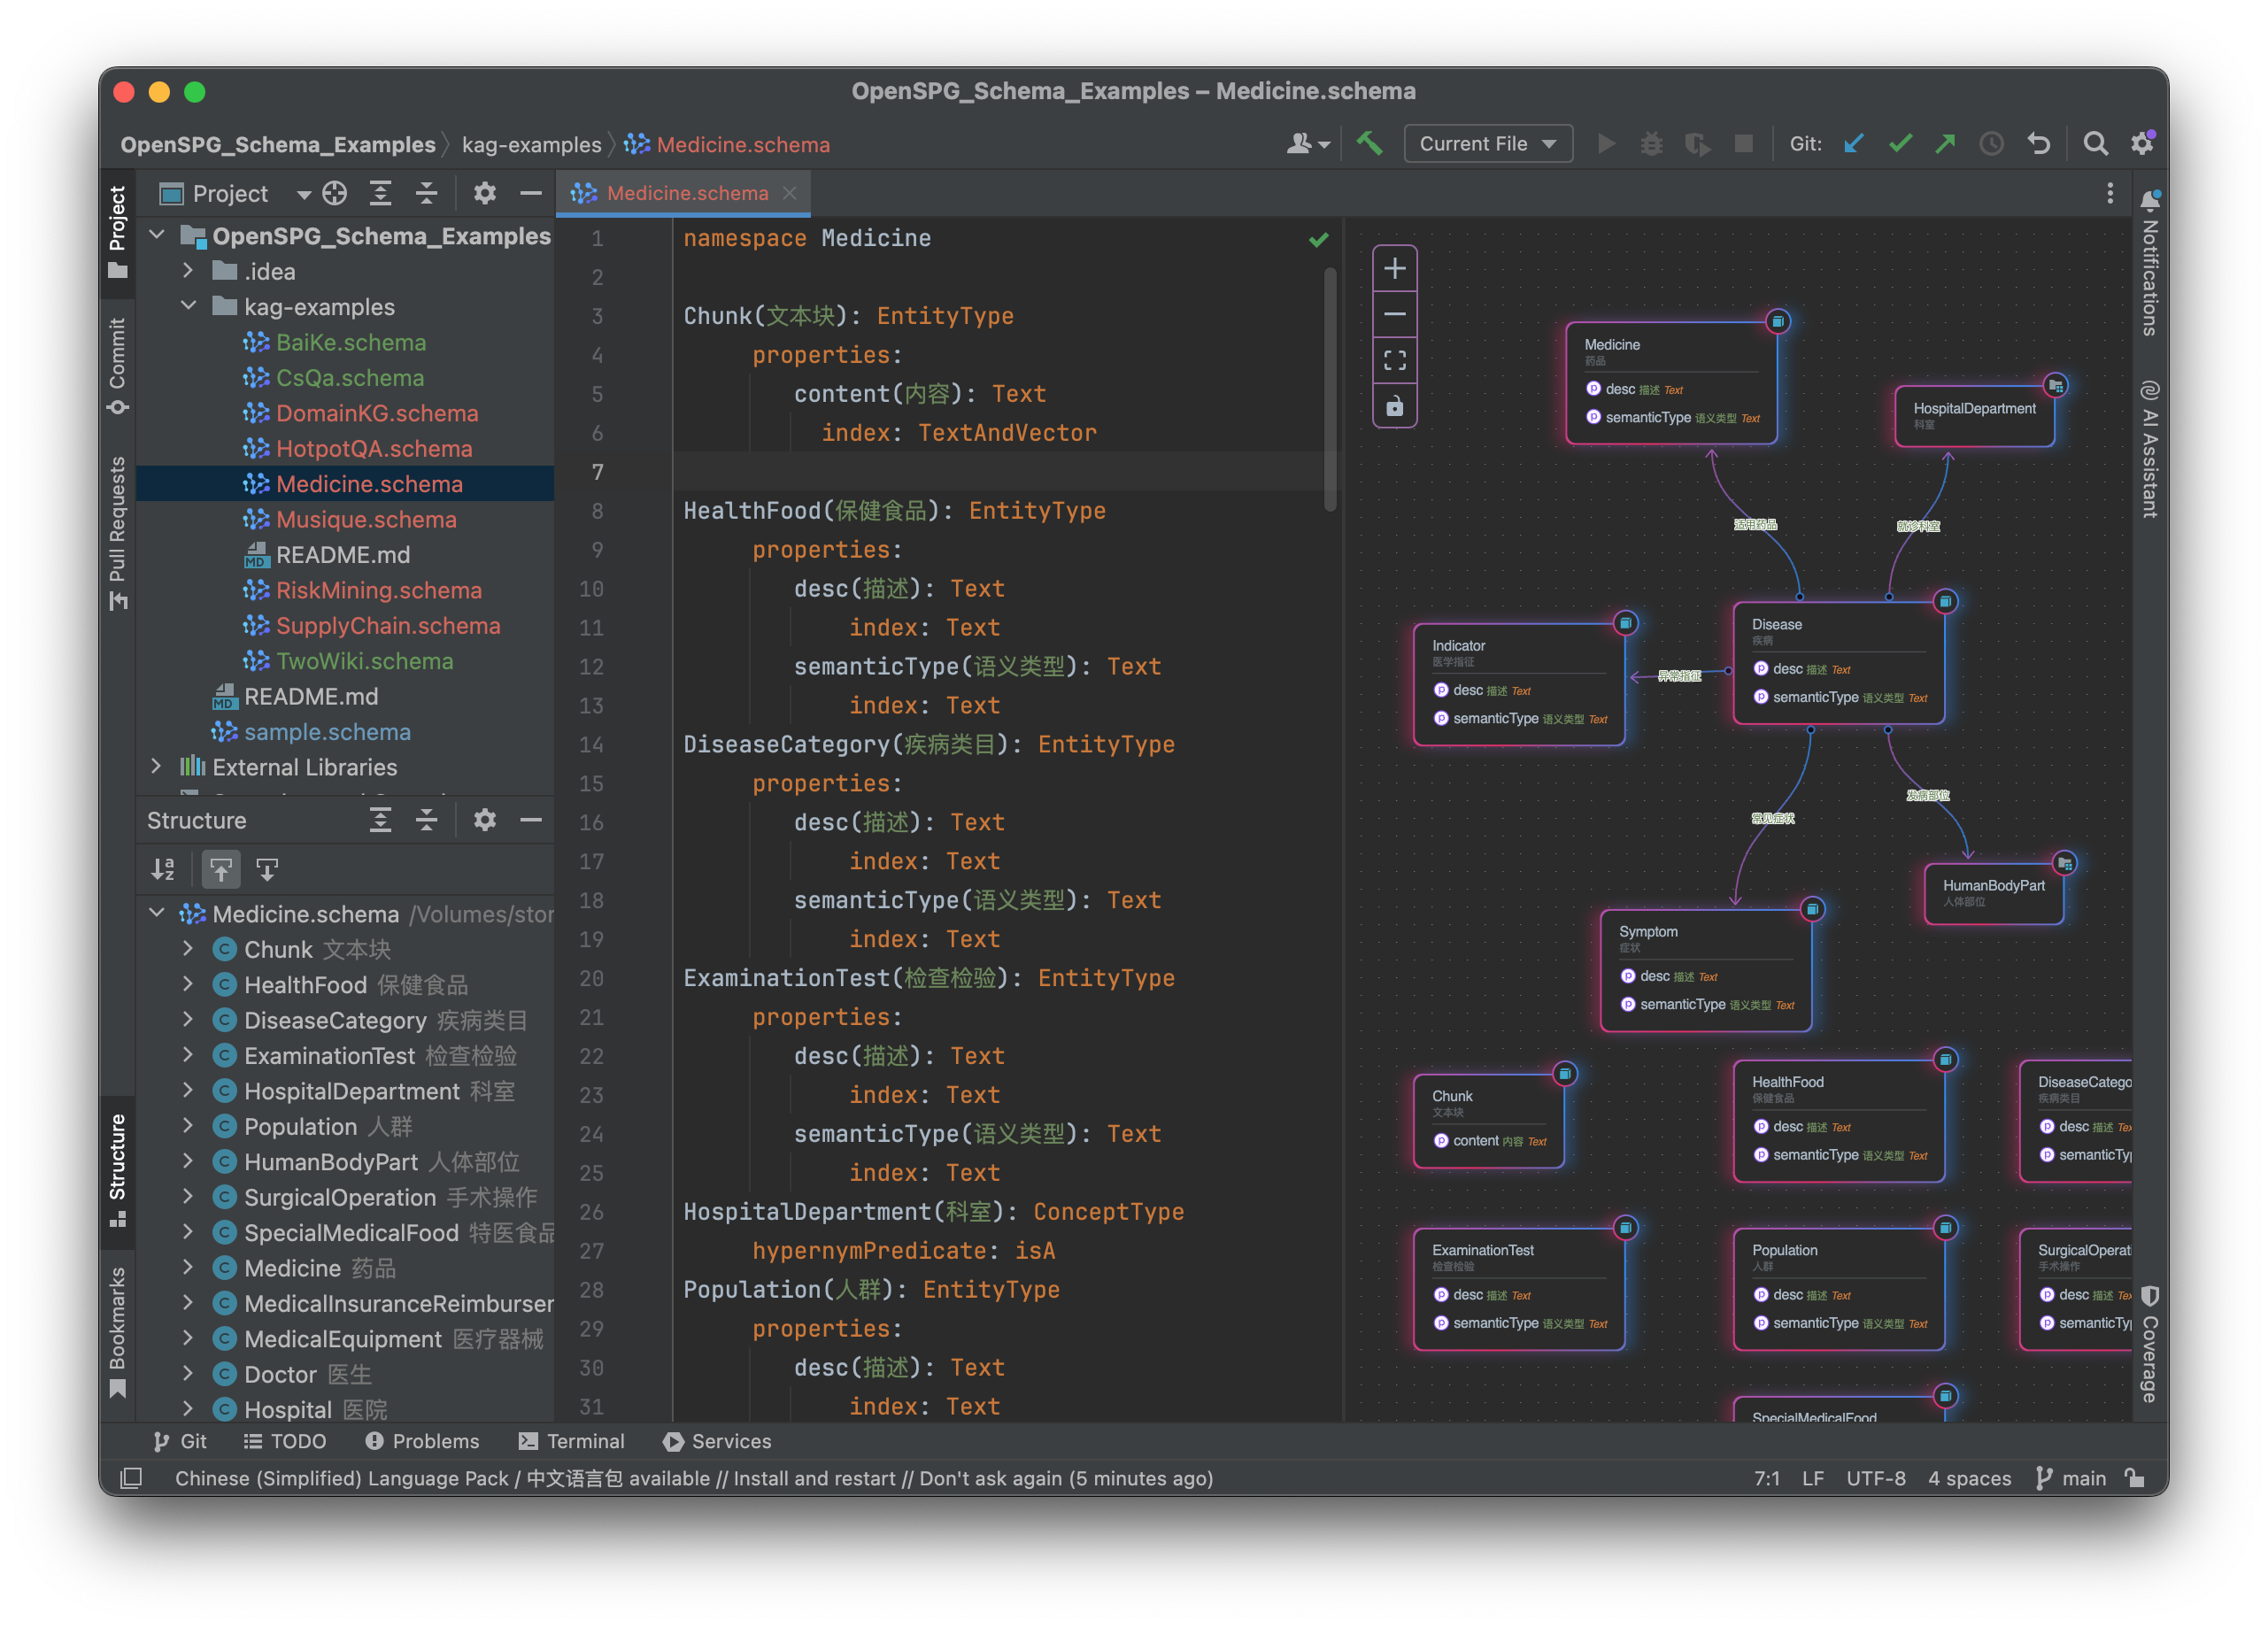 OpenSPG_Schema_Examples – Medicine.schema
OpenSPG_Schema_Examples kag-examples Medicine.schema
Current File
Git:
Project
Commit
Pull Requests
Structure
Bookmarks
Project
OpenSPG_Schema_Examples
.idea
kag-examples
BaiKe.schema
CsQa.schema
DomainKG.schema
HotpotQA.schema
Medicine.schema
Musique.schema
README.md
RiskMining.schema
SupplyChain.schema
TwoWiki.schema
README.md
sample.schema
External Libraries
Structure
Medicine.schema /Volumes/stor
Chunk 文本块
HealthFood 保健食品
DiseaseCategory 疾病类目
ExaminationTest 检查检验
HospitalDepartment 科室
Population 人群
HumanBodyPart 人体部位
SurgicalOperation 手术操作
SpecialMedicalFood 特医食品
Medicine 药品
MedicalInsuranceReimburser
MedicalEquipment 医疗器械
Doctor 医生
Hospital 医院
Medicine.schema
1 namespace Medicine
2
3 Chunk(文本块): EntityType
4 properties:
5 content(内容): Text
6 index: TextAndVector
7
8 HealthFood(保健食品): EntityType
9 properties:
10 desc(描述): Text
11 index: Text
12 semanticType(语义类型): Text
13 index: Text
14 DiseaseCategory(疾病类目): EntityType
15 properties:
16 desc(描述): Text
17 index: Text
18 semanticType(语义类型): Text
19 index: Text
20 ExaminationTest(检查检验): EntityType
21 properties:
22 desc(描述): Text
23 index: Text
24 semanticType(语义类型): Text
25 index: Text
26 HospitalDepartment(科室): ConceptType
27 hypernymPredicate: isA
28 Population(人群): EntityType
29 properties:
30 desc(描述): Text
31 index: Text
Medicine
药品
desc 描述 Text
semanticType 语义类型 Text
HospitalDepartment
科室
适用药品
就诊科室
Disease
疾病
desc 描述 Text
semanticType 语义类型 Text
Indicator
医学指征
desc 描述 Text
semanticType 语义类型 Text
异常指征
常见症状
发病部位
HumanBodyPart
人体部位
Symptom
症状
desc 描述 Text
semanticType 语义类型 Text
Chunk
文本块
content 内容 Text
HealthFood
保健食品
desc 描述 Text
semanticType 语义类型 Text
DiseaseCatego
疾病类目
desc 描述 Te
semanticTy
ExaminationTest
检查检验
desc 描述 Text
semanticType 语义类型 Text
Population
人群
desc 描述 Text
semanticType 语义类型 Text
SurgicalOperati
手术操作
desc 描述 Te
semanticTy
SpecialMedicalFood
Notifications
AI Assistant
Coverage
Git TODO Problems Terminal Services
Chinese (Simplified) Language Pack / 中文语言包 available // Install and restart // Don't ask again (5 minutes ago)
7:1 LF UTF-8 4 spaces main